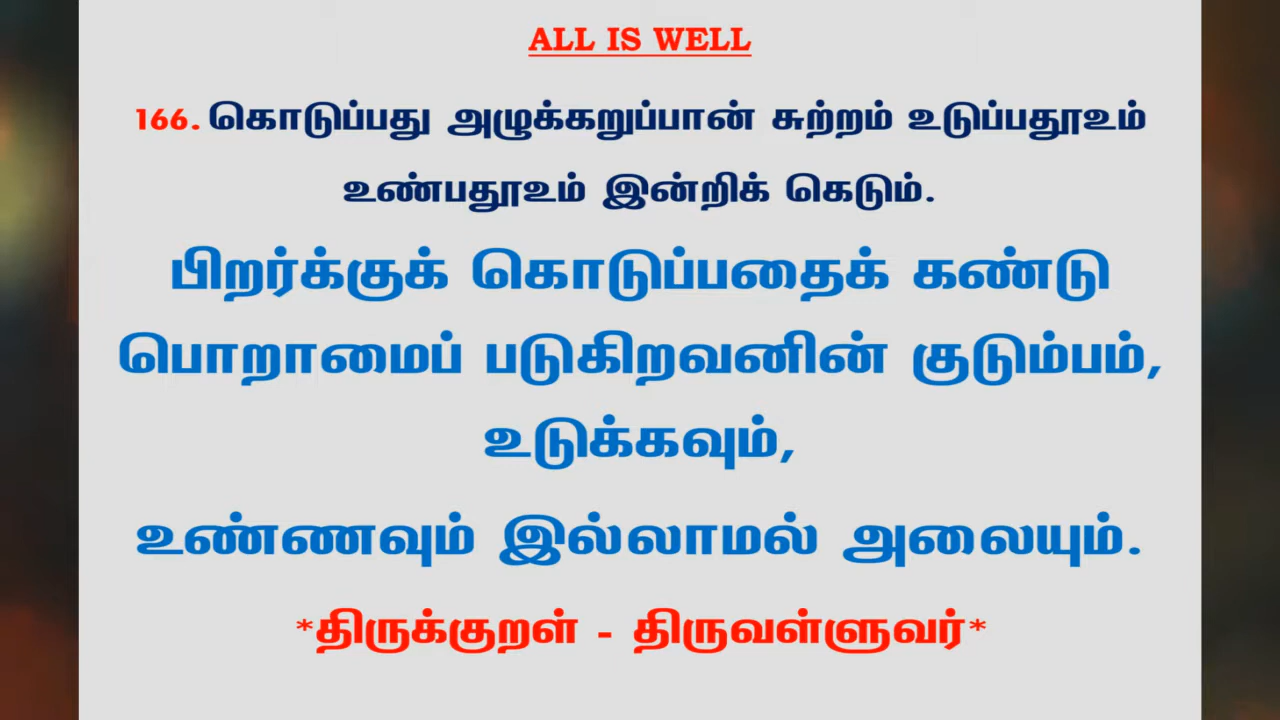 ALL IS WELL
166. கொடுப்பது அழுக்கறுப்பான் சுற்றம் உடுப்பதூஉம்
உண்பதூஉம் இன்றிக் கெடும்.
பிறர்க்குக் கொடுப்பதைக் கண்டு
பொறாமைப் படுகிறவனின் குடும்பம்,
உடுக்கவும்,
உண்ணவும் இல்லாமல் அலையும்.
*திருக்குறள் - திருவள்ளுவர்*